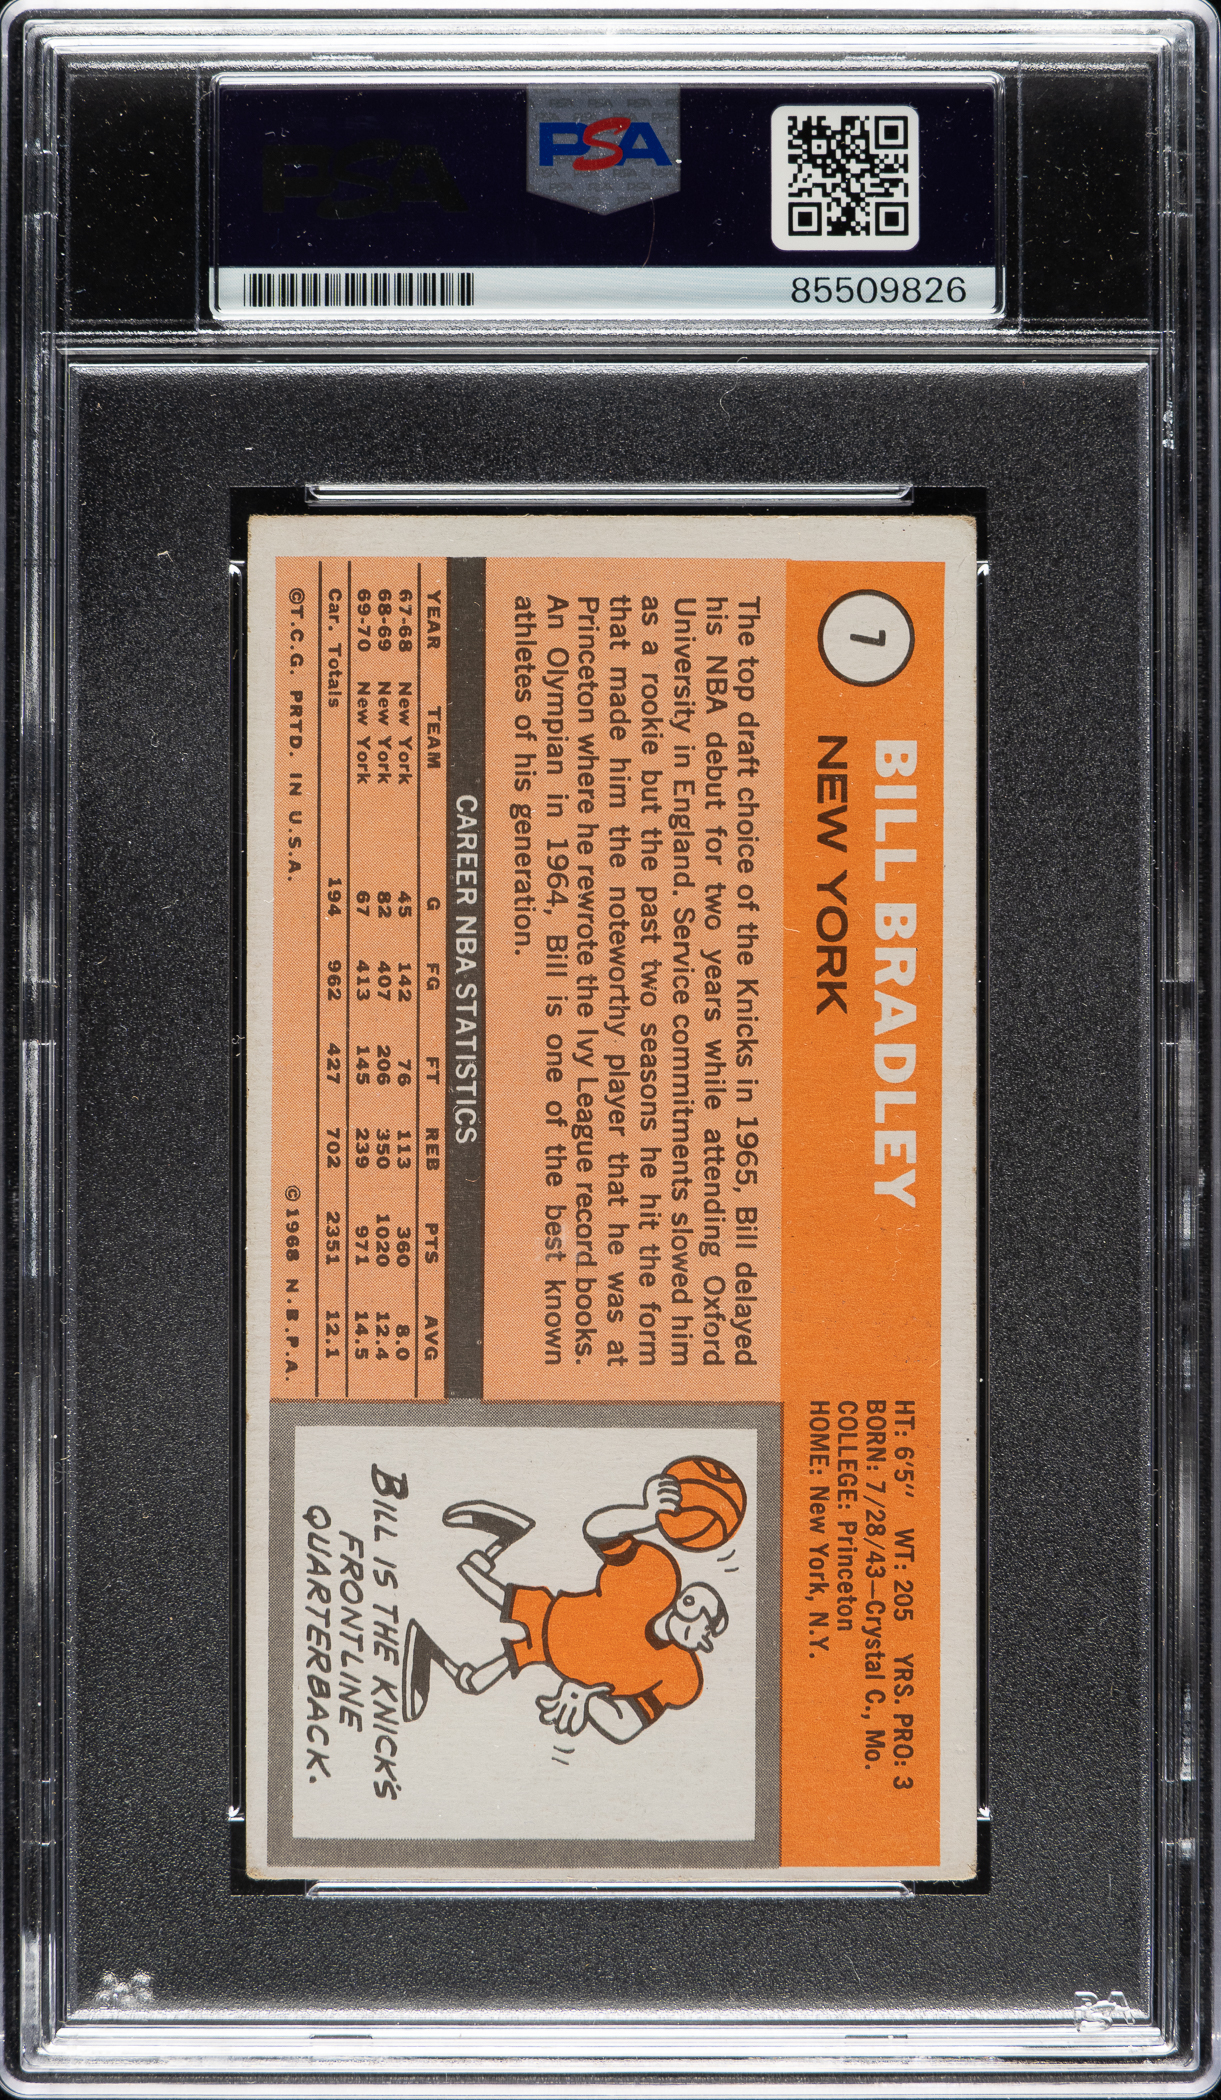 PSA
PSA
85509826
7
BILL BRADLEY
NEW YORK
HT: 6'5" WT: 205 YRS. PRO: 3
BORN: 7/28/43—Crystal C., Mo.
COLLEGE: Princeton
HOME: New York, N.Y.
The top draft choice of the Knicks in 1965, Bill delayed
his NBA debut for two years while attending Oxford
University in England. Service commitments slowed him
as a rookie but the past two seasons he hit the form
that made him the noteworthy player that he was at
Princeton where he rewrote the Ivy League record books.
An Olympian in 1964, Bill is one of the best known
athletes of his generation.
CAREER NBA STATISTICS
YEAR TEAM G FG FT REB PTS AVG
67-68 New York 45 142 76 113 360 8.0
68-69 New York 82 407 206 350 1020 12.4
69-70 New York 67 413 145 239 971 14.5
Car. Totals 194 962 427 702 2351 12.1
©T.C.G. PRTD. IN U.S.A. ©1968 N.B.P.A.
BILL IS THE KNICK'S
FRONTLINE
QUARTERBACK.
PSA